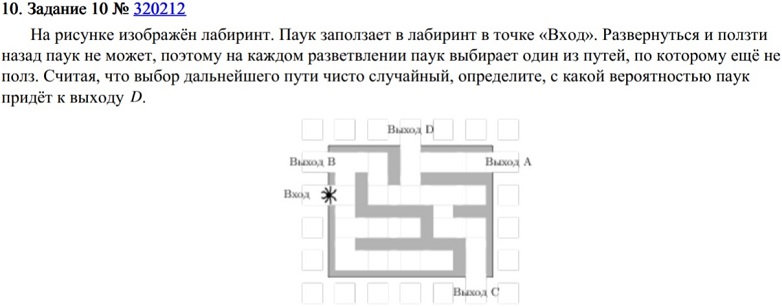 10. Задание 10 № 320212
На рисунке изображён лабиринт. Паук заползает в лабиринт в точке «Вход». Развернуться и ползти
назад паук не может, поэтому на каждом разветвлении паук выбирает один из путей, по которому ещё не
полз. Считая, что выбор дальнейшего пути чисто случайный, определите, с какой вероятностью паук
придёт к выходу D.
Выход D
Выход B Выход A
Вход
Выход C